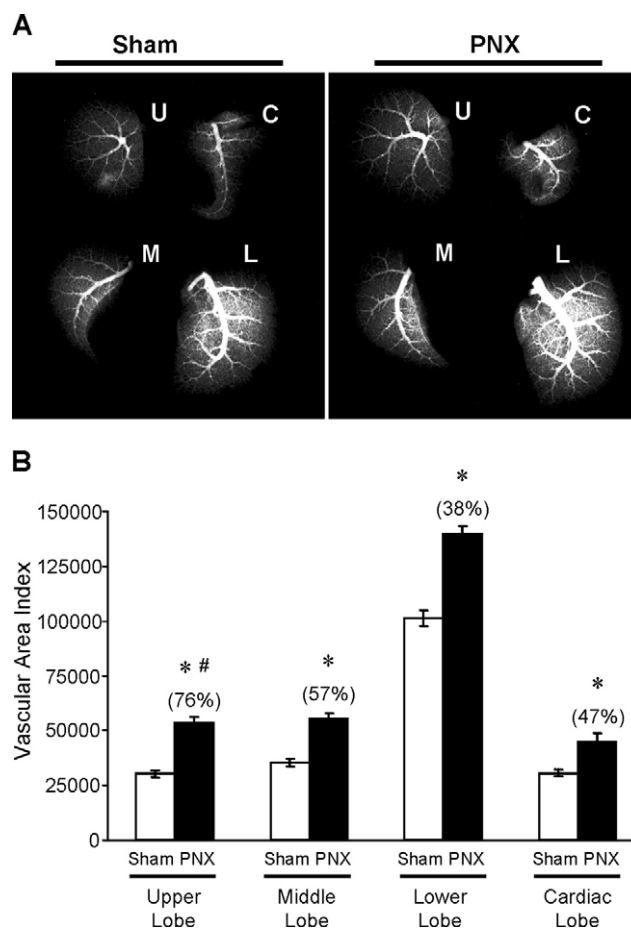 A
Sham PNX
U C U C
M L M L
B
Vascular Area Index
150000
125000
100000
75000
50000
25000
0
* #
(76%)
*
(57%)
*
(38%)
*
(47%)
Sham PNX Sham PNX Sham PNX Sham PNX
Upper Middle Lower Cardiac
Lobe Lobe Lobe Lobe